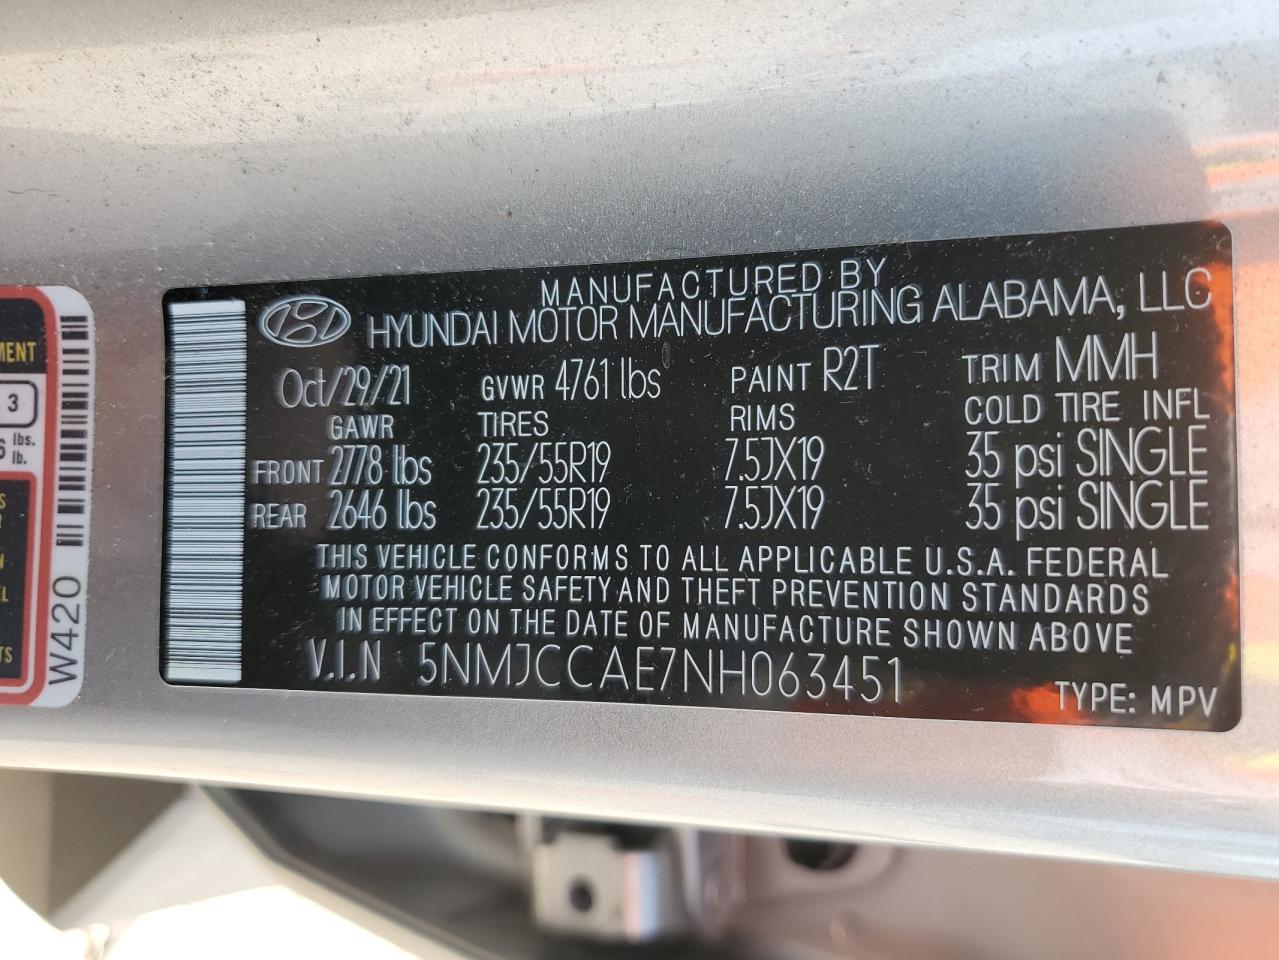 MANUFACTURED BY
HYUNDAI MOTOR MANUFACTURING ALABAMA, LLC
Oct/29/21 GVWR 4761 lbs PAINT R2T TRIM MMH
GAWR TIRES RIMS COLD TIRE INFL
FRONT 2778 lbs 235/55R19 7.5JX19 35 psi SINGLE
REAR 2646 lbs 235/55R19 7.5JX19 35 psi SINGLE
THIS VEHICLE CONFORMS TO ALL APPLICABLE U.S.A. FEDERAL
MOTOR VEHICLE SAFETY AND THEFT PREVENTION STANDARDS
IN EFFECT ON THE DATE OF MANUFACTURE SHOWN ABOVE
V.I.N 5NMJCCAE7NH063451
TYPE: MPV
3
lbs.
lb.
W420